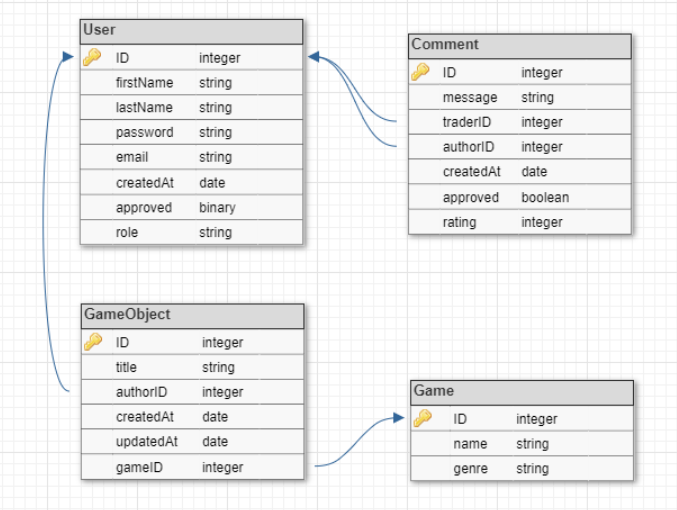 User
ID integer
firstName string
lastName string
password string
email string
createdAt date
approved binary
role string
Comment
ID integer
message string
traderID integer
authorID integer
createdAt date
approved boolean
rating integer
GameObject
ID integer
title string
authorID integer
createdAt date
updatedAt date
gameID integer
Game
ID integer
name string
genre string